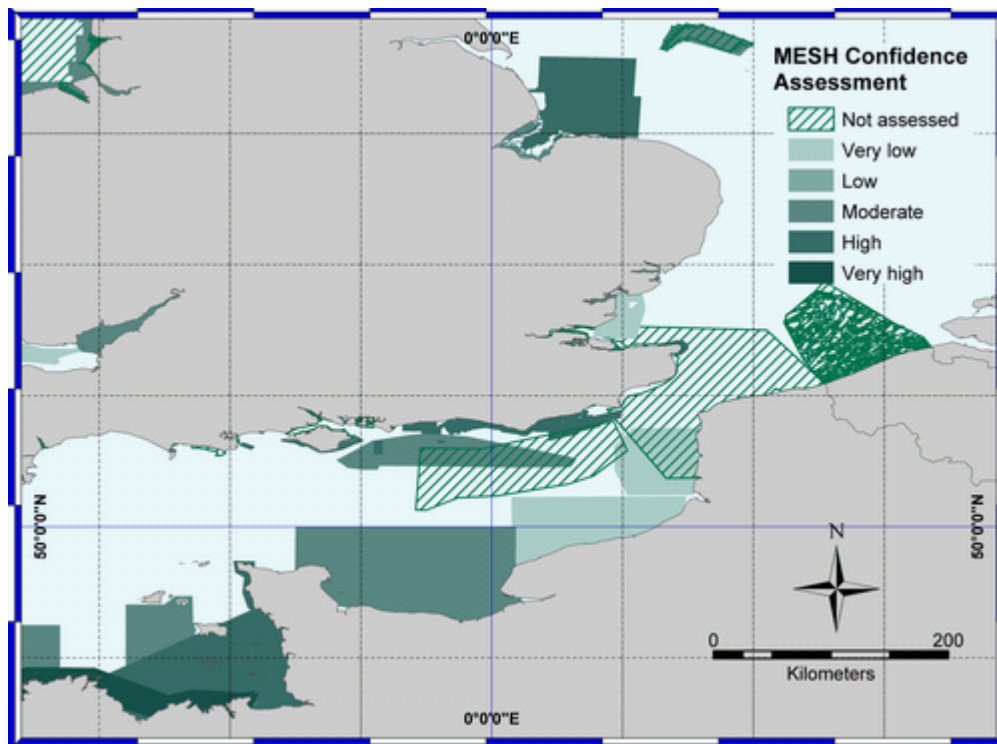 0°0'0"E
MESH Confidence
Assessment
Not assessed
Very low
Low
Moderate
High
Very high
50°0'0"N
50°0'0"N
N
0
200
Kilometers
0°0'0"E